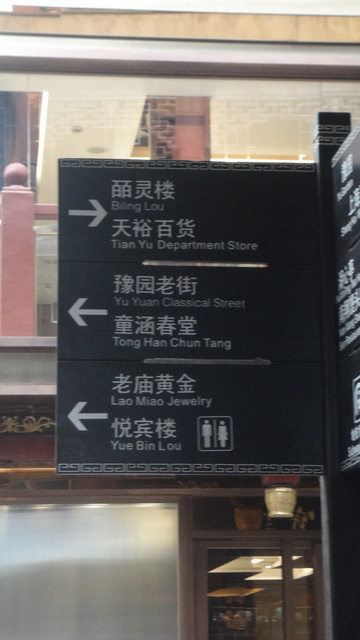 皕灵楼
Biling Lou
天裕百货
Tian Yu Department Store
豫园老街
Yu Yuan Classical Street
童涵春堂
Tong Han Chun Tang
老庙黄金
Lao Miao Jewelry
悦宾楼
Yue Bin Lou